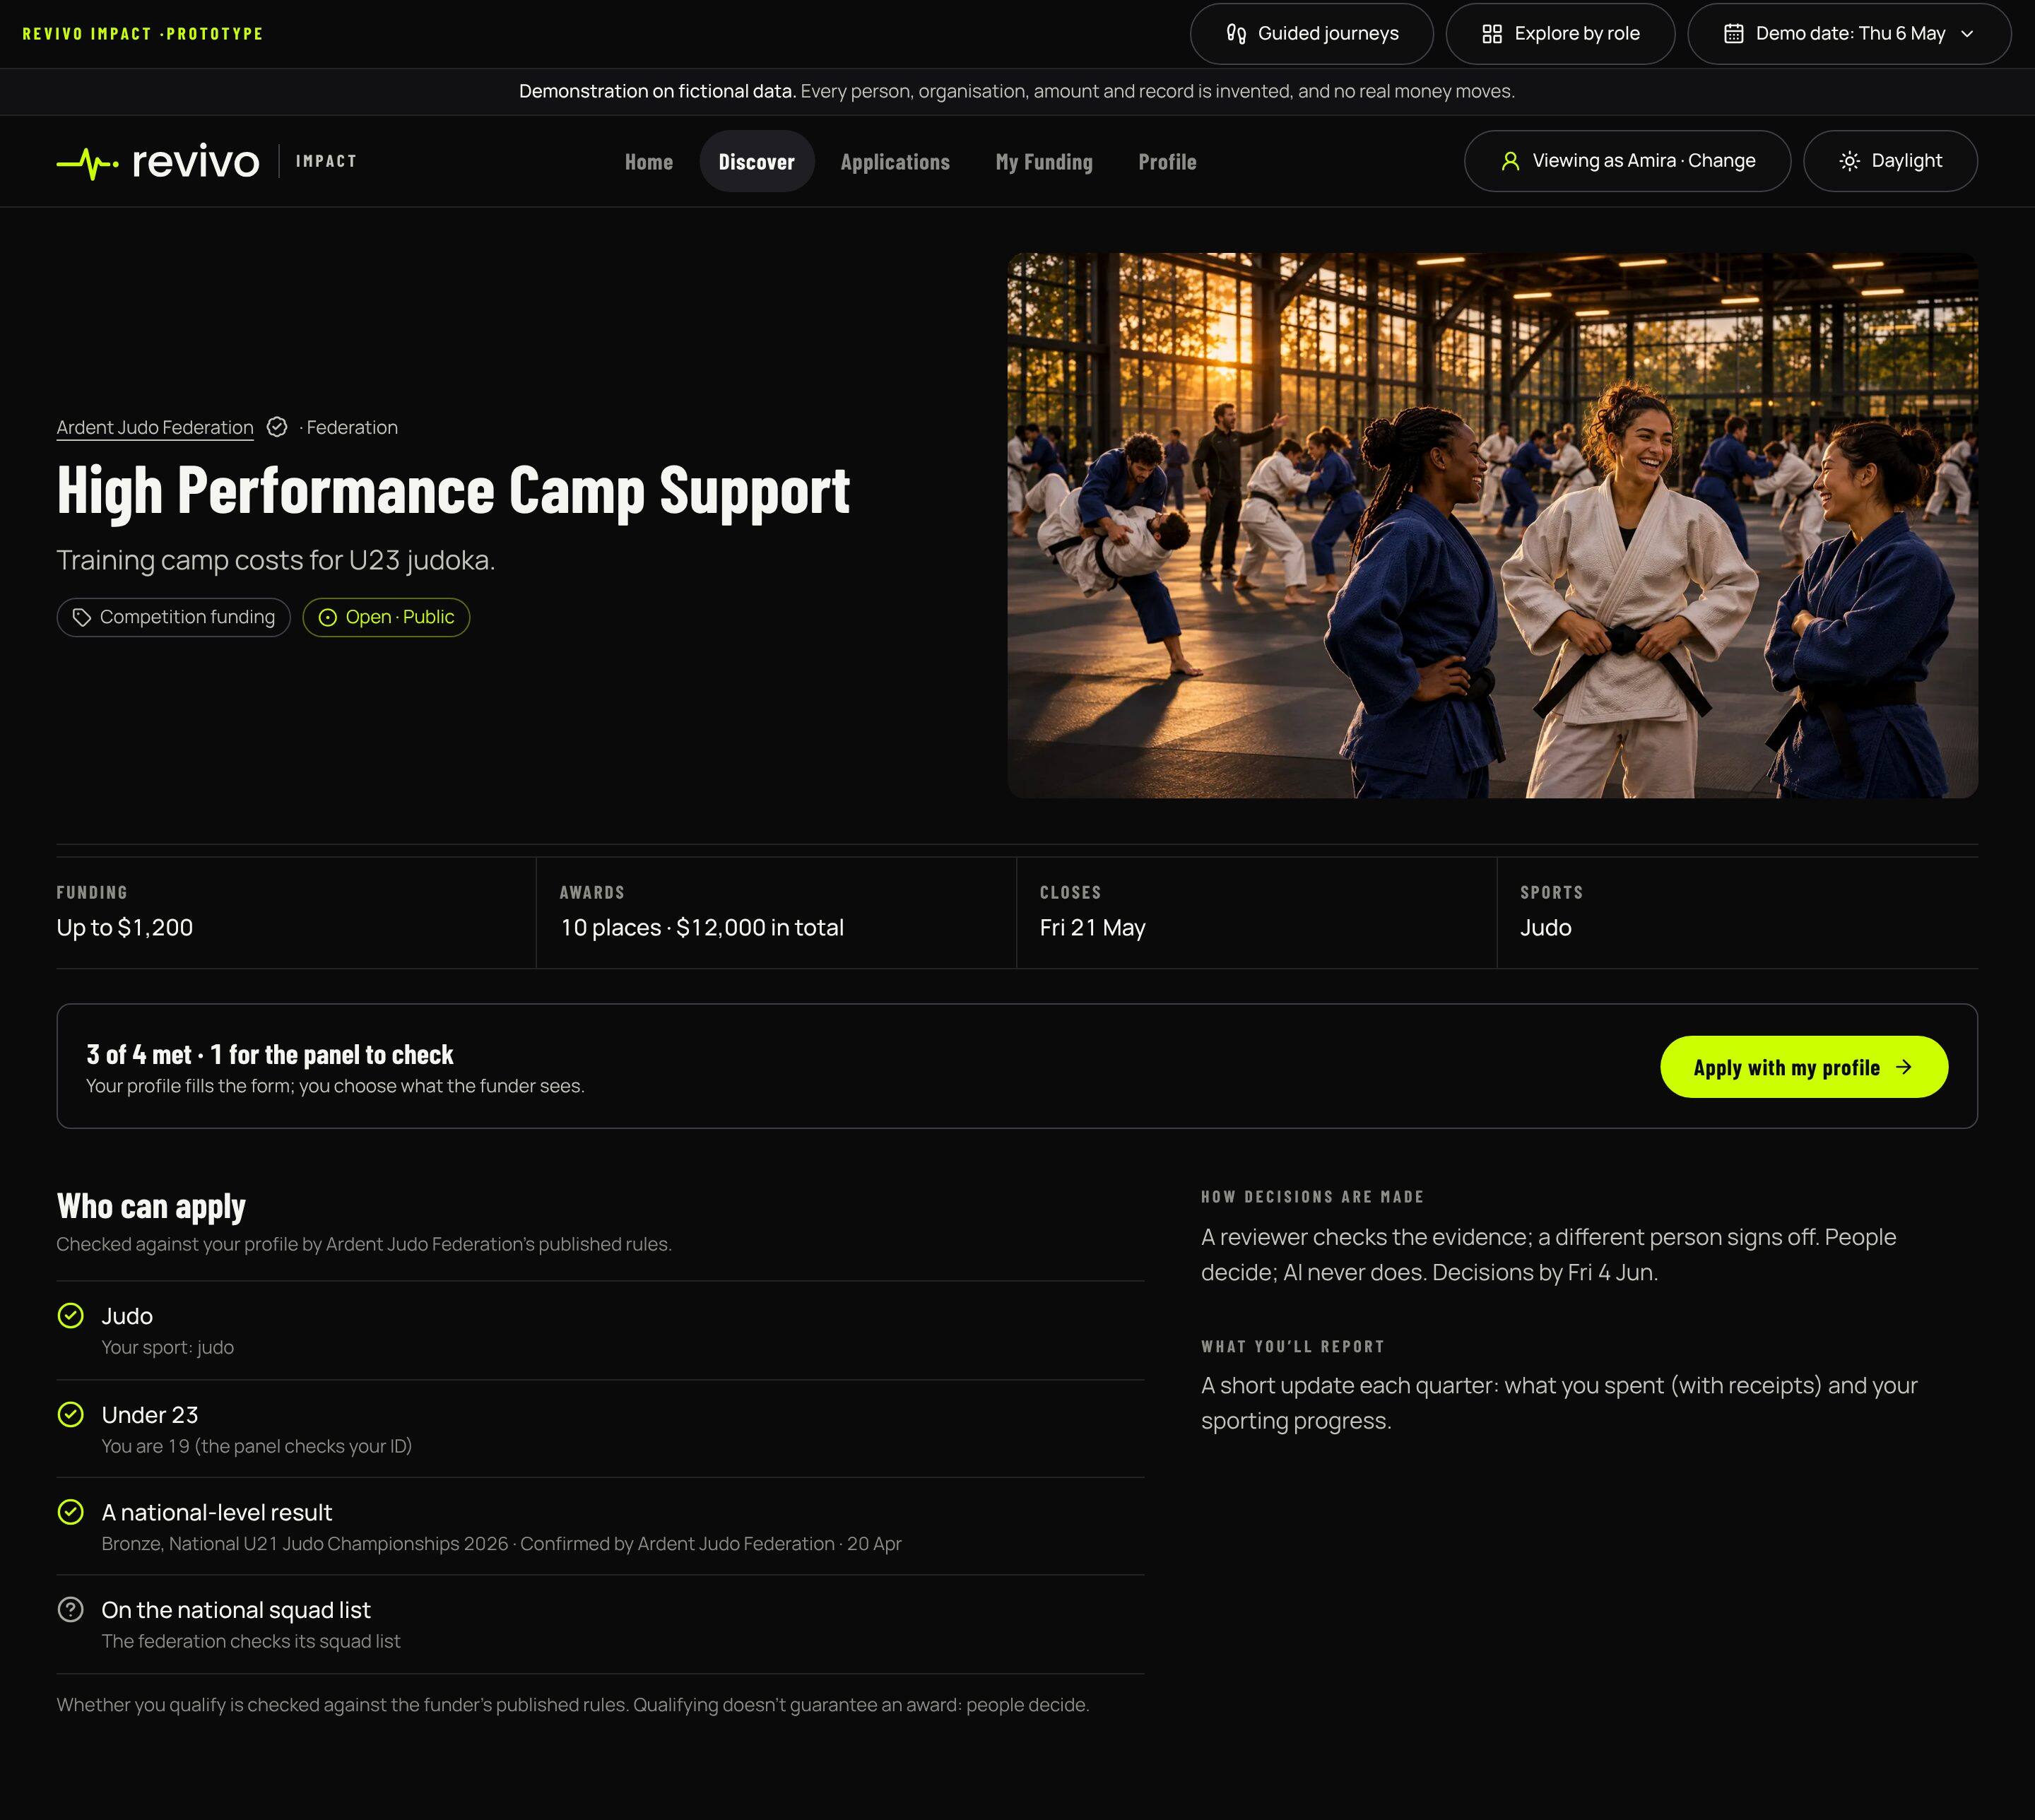 REVIVO IMPACT ·PROTOTYPE
Guided journeys
Explore by role
Demo date: Thu 6 May
Demonstration on fictional data. Every person, organisation, amount and record is invented, and no real money moves.
revivo
IMPACT
Home
Discover
Applications
My Funding
Profile
Viewing as Amira · Change
Daylight
Ardent Judo Federation · Federation
High Performance Camp Support
Training camp costs for U23 judoka.
Competition funding
Open · Public
FUNDING
Up to $1,200
AWARDS
10 places · $12,000 in total
CLOSES
Fri 21 May
SPORTS
Judo
3 of 4 met · 1 for the panel to check
Your profile fills the form; you choose what the funder sees.
Apply with my profile
Who can apply
Checked against your profile by Ardent Judo Federation’s published rules.
Judo
Your sport: judo
Under 23
You are 19 (the panel checks your ID)
A national-level result
Bronze, National U21 Judo Championships 2026 · Confirmed by Ardent Judo Federation · 20 Apr
On the national squad list
The federation checks its squad list
Whether you qualify is checked against the funder’s published rules. Qualifying doesn’t guarantee an award: people decide.
HOW DECISIONS ARE MADE
A reviewer checks the evidence; a different person signs off. People
decide; AI never does. Decisions by Fri 4 Jun.
WHAT YOU’LL REPORT
A short update each quarter: what you spent (with receipts) and your
sporting progress.